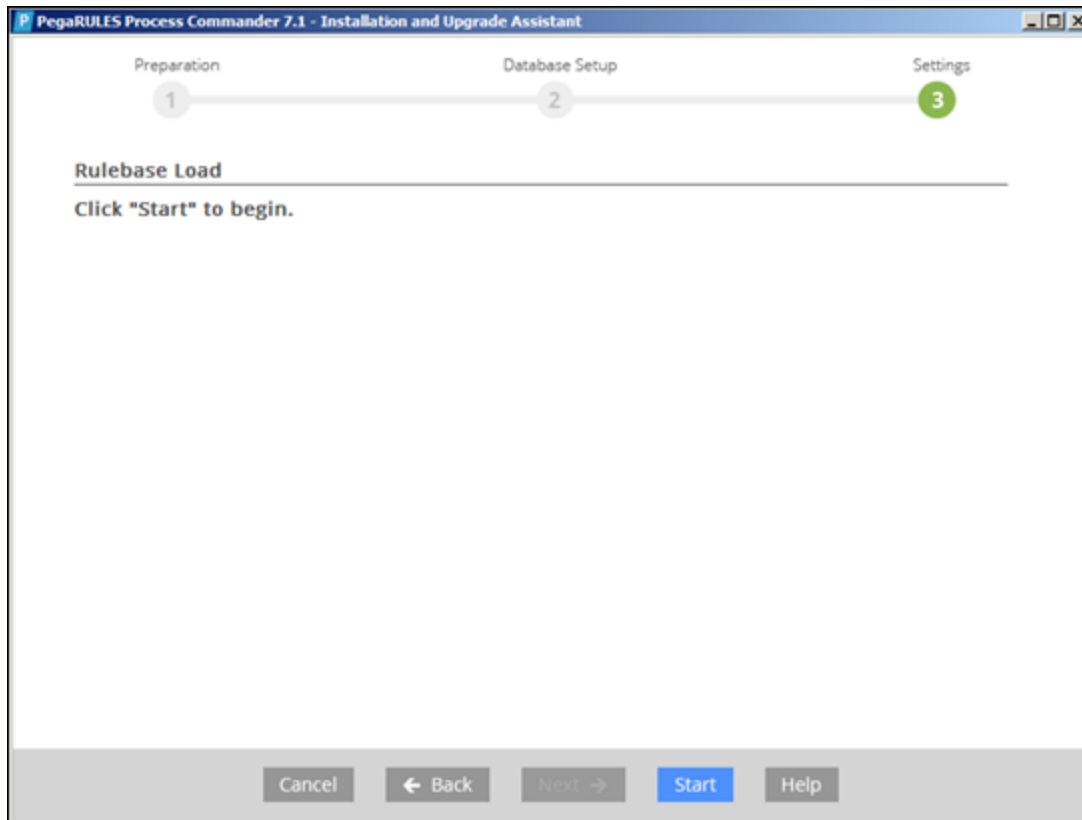 P PegaRULES Process Commander 7.1 - Installation and Upgrade Assistant
Preparation Database Setup Settings
1 2 3
Rulebase Load
Click "Start" to begin.
Cancel ← Back Next → Start Help